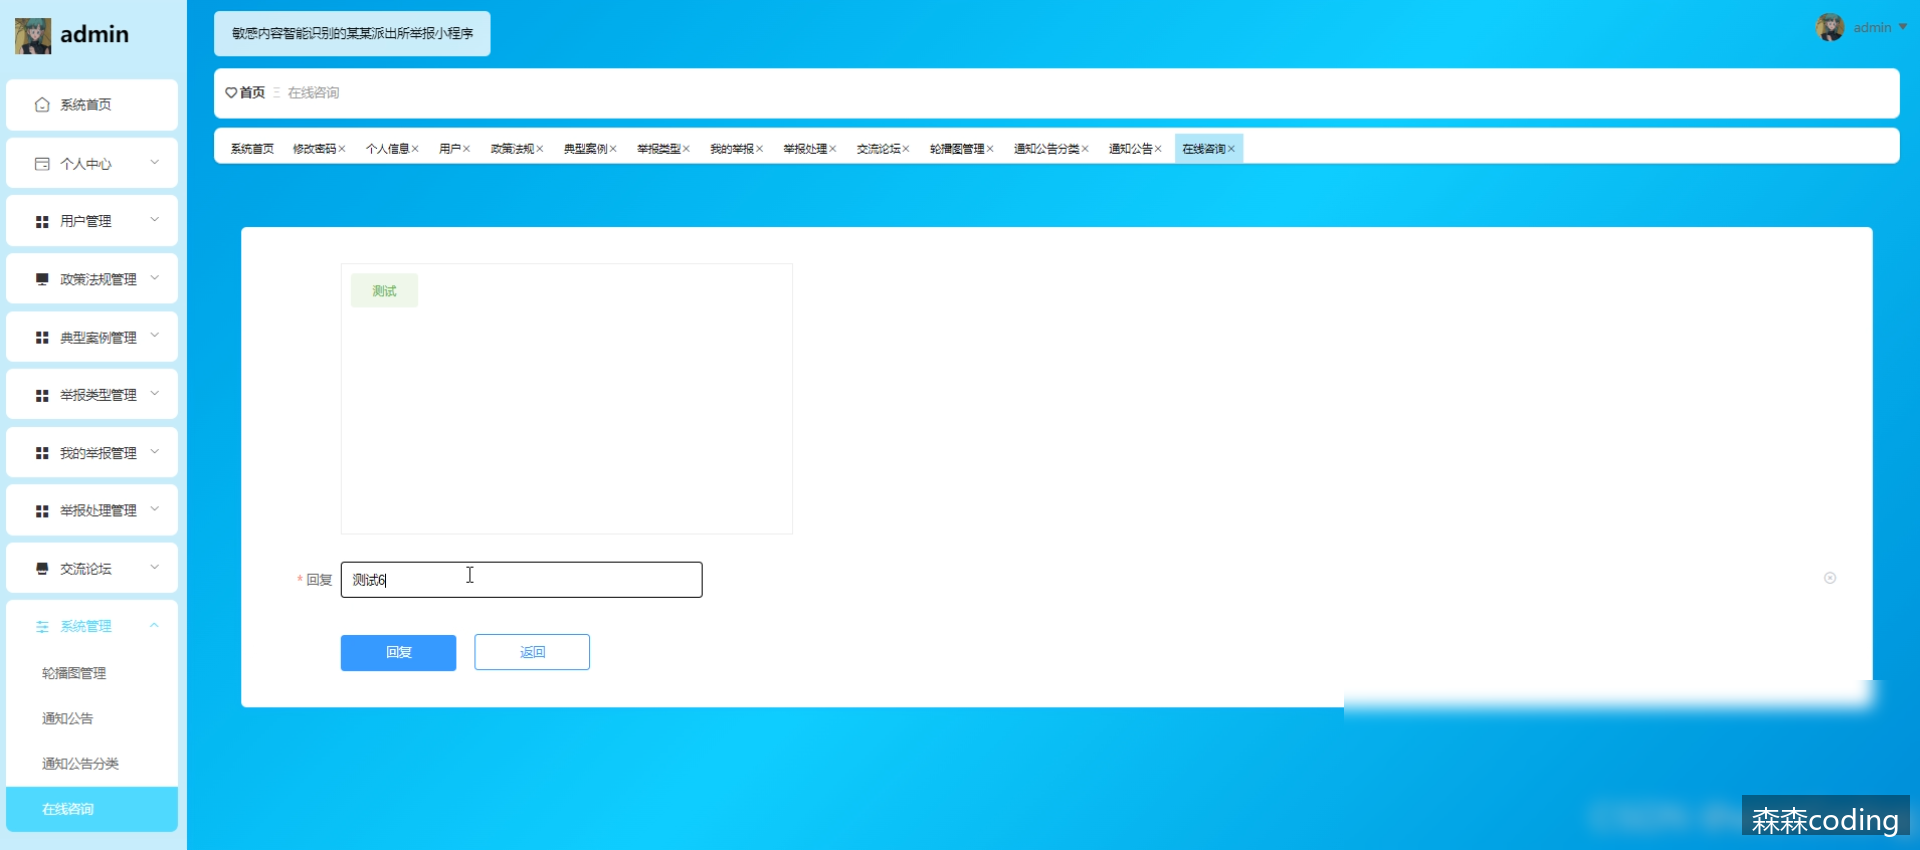 admin
系统首页
个人中心
用户管理
政策法规管理
典型案例管理
举报类型管理
我的举报管理
举报处理管理
交流论坛
系统管理
轮播图管理
通知公告
通知公告分类
在线咨询
敏感内容智能识别的某某派出所举报小程序
admin
首页 在线咨询
系统首页 修改密码× 个人信息× 用户× 政策法规× 典型案例× 举报类型× 我的举报× 举报处理× 交流论坛× 轮播图管理× 通知公告分类× 通知公告× 在线咨询×
测试
* 回复 测试6
回复 返回
森森coding